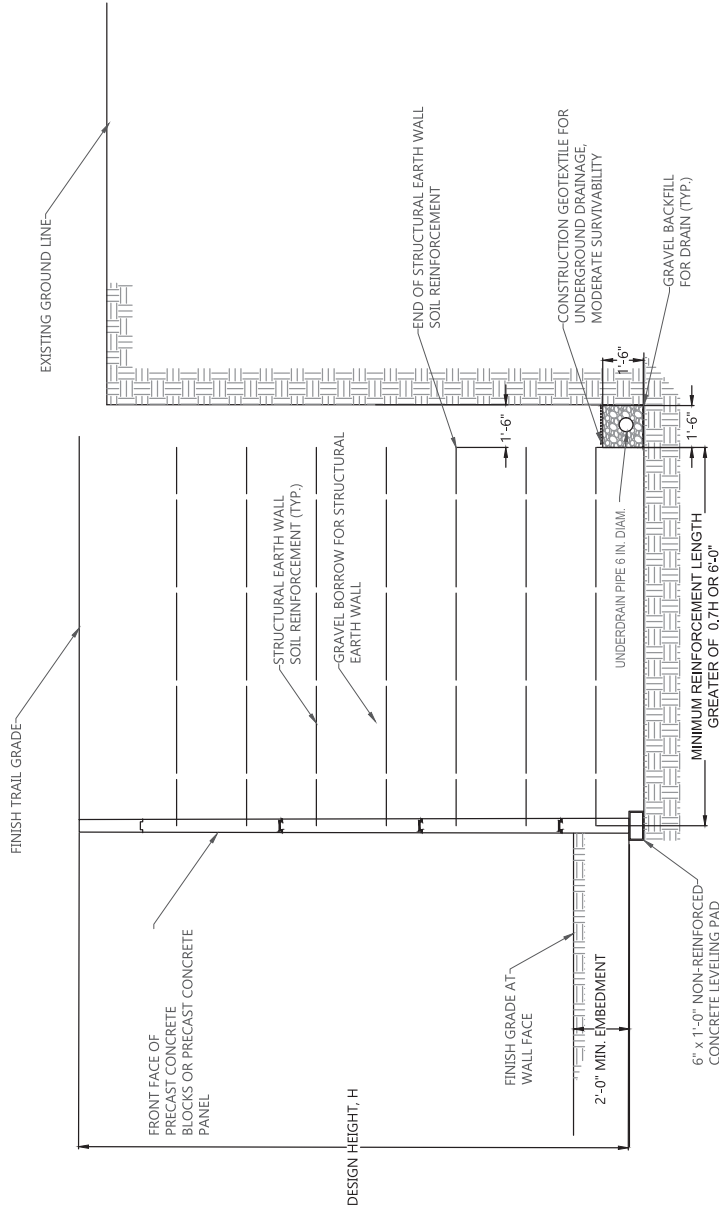 FINISH TRAIL GRADE
EXISTING GROUND LINE
FRONT FACE OF
PRECAST CONCRETE
BLOCKS OR PRECAST CONCRETE
PANEL
STRUCTURAL EARTH WALL
SOIL REINFORCEMENT (TYP.)
GRAVEL BORROW FOR STRUCTURAL
EARTH WALL
END OF STRUCTURAL EARTH WALL
SOIL REINFORCEMENT
1'-6"
DESIGN HEIGHT, H
FINISH GRADE AT
WALL FACE
2'-0" MIN. EMBEDMENT
CONSTRUCTION GEOTEXTILE FOR
UNDERGROUND DRAINAGE,
MODERATE SURVIVABILITY
1'-6"
UNDERDRAIN PIPE 6 IN. DIAM.
GRAVEL BACKFILL
FOR DRAIN (TYP.)
1'-6"
6" x 1'-0" NON-REINFORCED
CONCRETE LEVELING PAD
MINIMUM REINFORCEMENT LENGTH
GREATER OF 0.7H OR 6'-0"